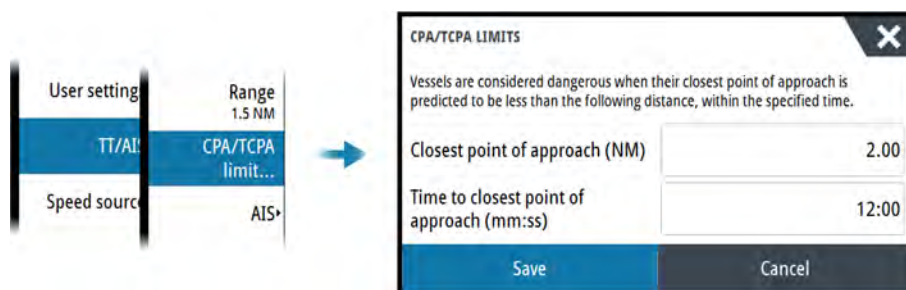 User setting
TT/AI
Speed sourc
Range
1.5 NM
CPA/TCPA
limit...
AIS
CPA/TCPA LIMITS
Vessels are considered dangerous when their closest point of approach is
predicted to be less than the following distance, within the specified time.
Closest point of approach (NM)
2.00
Time to closest point of
approach (mm:ss)
12:00
Save
Cancel